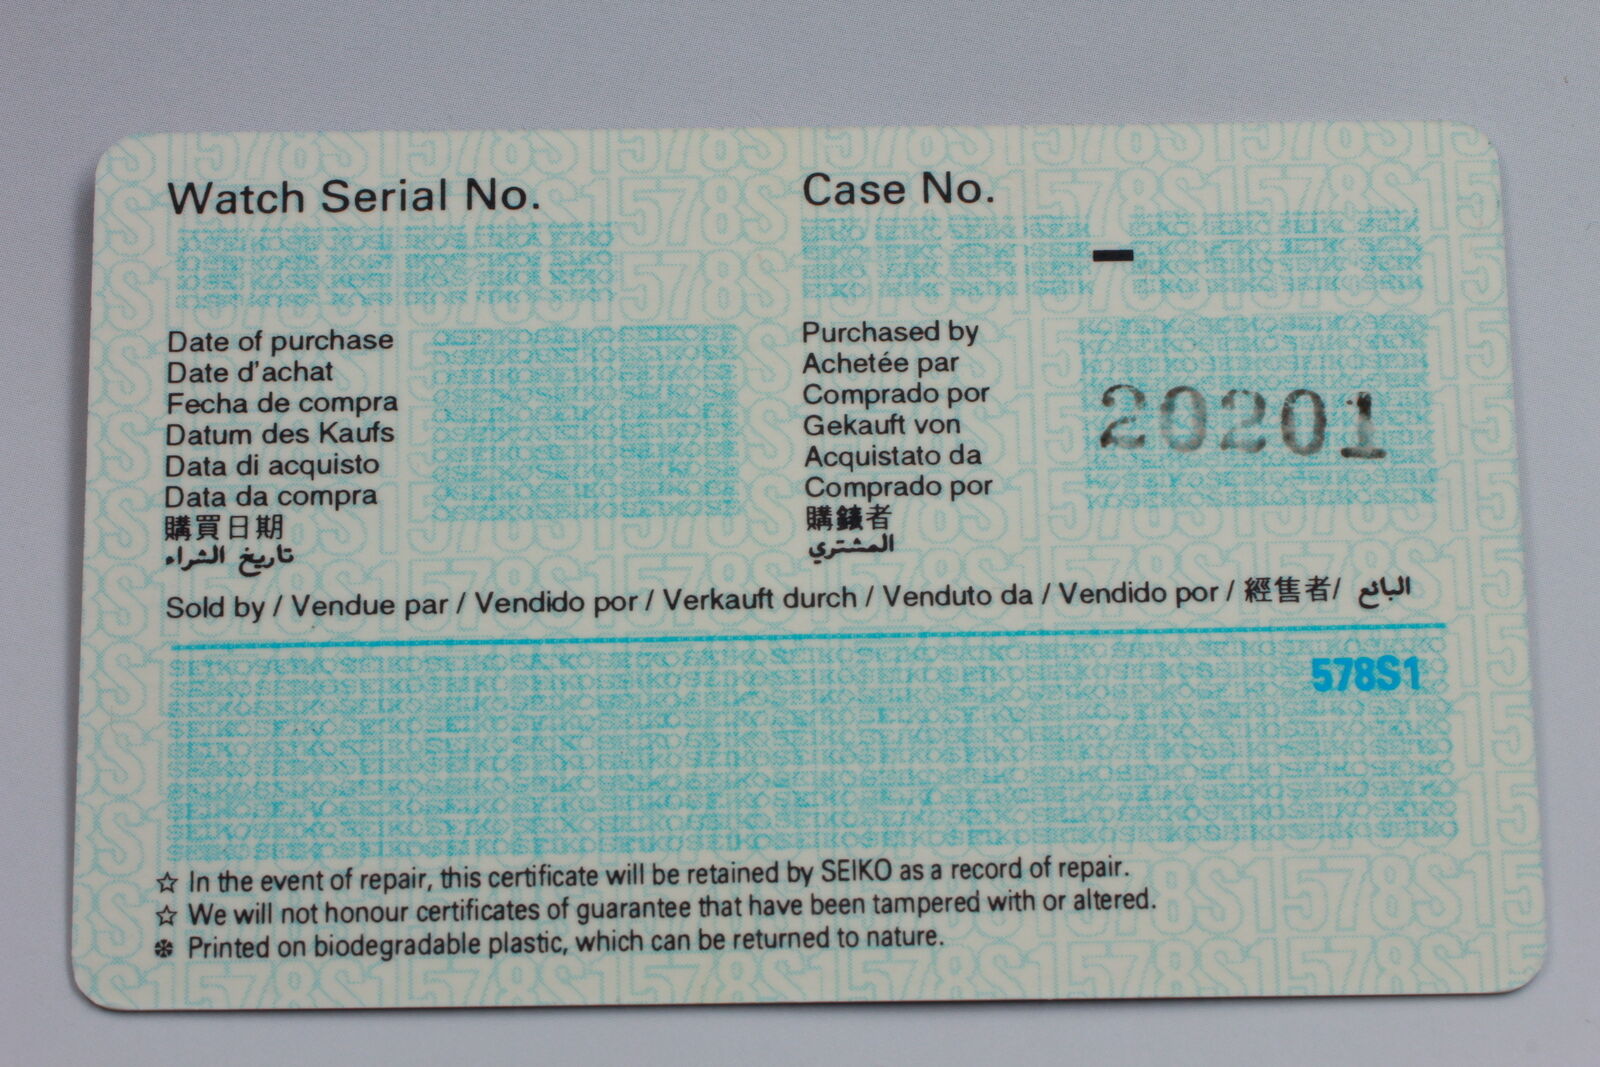 Watch Serial No.
Case No.
-
Date of purchase
Date d'achat
Fecha de compra
Datum des Kaufs
Data di acquisto
Data da compra
購買日期
تاريخ الشراء
Purchased by
Achetée par
Comprado por
Gekauft von
Acquistato da
Comprado por
購錶者
المشتري
20201
Sold by / Vendue par / Vendido por / Verkauft durch / Venduto da / Vendido por / 經售者/ البائع
578S1
☆ In the event of repair, this certificate will be retained by SEIKO as a record of repair.
☆ We will not honour certificates of guarantee that have been tampered with or altered.
❇ Printed on biodegradable plastic, which can be returned to nature.